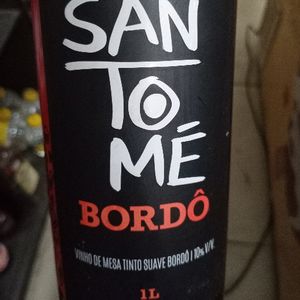 SAN
TO
MÉ
BORDÔ
VINHO DE MESA TINTO SUAVE BORDÔ | 10% V/V.
1L